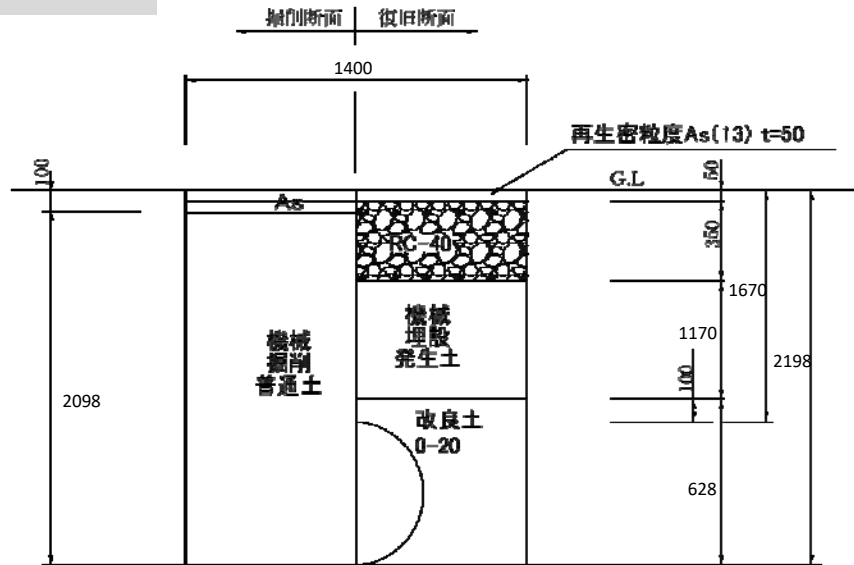 掘削断面 復旧断面
1400
再生密粒度As(13) t=50
100
G.L
50
As
RC-40
350
1670
機械
埋設
発生土
1170
機械
掘削
普通土
2198
100
2098
改良土
0-20
628